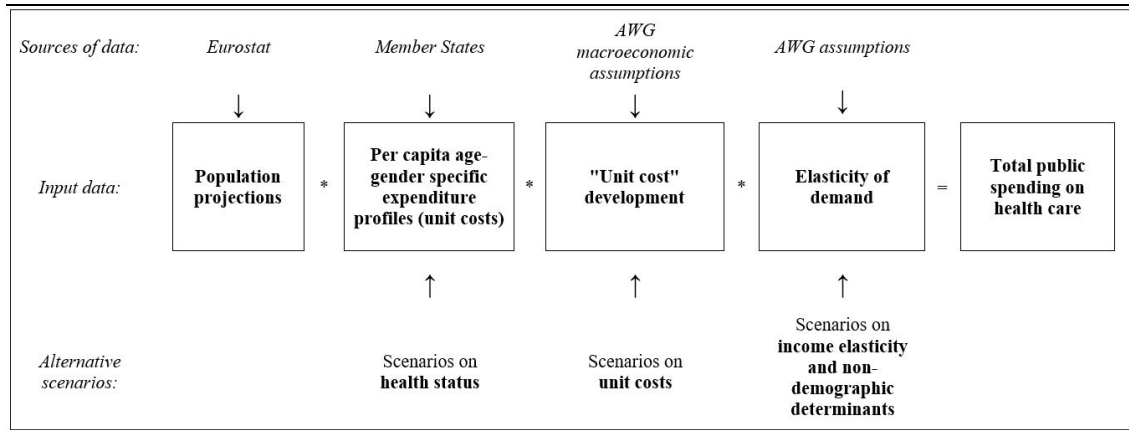 Sources of data:
Eurostat
Member States
AWG
macroeconomic
assumptions
AWG assumptions
Input data:
Population
projections
*
Per capita age-
gender specific
expenditure
profiles (unit costs)
*
"Unit cost"
development
*
Elasticity of
demand
=
Total public
spending on
health care
Alternative
scenarios:
Scenarios on
health status
Scenarios on
unit costs
Scenarios on
income elasticity
and non-
demographic
determinants